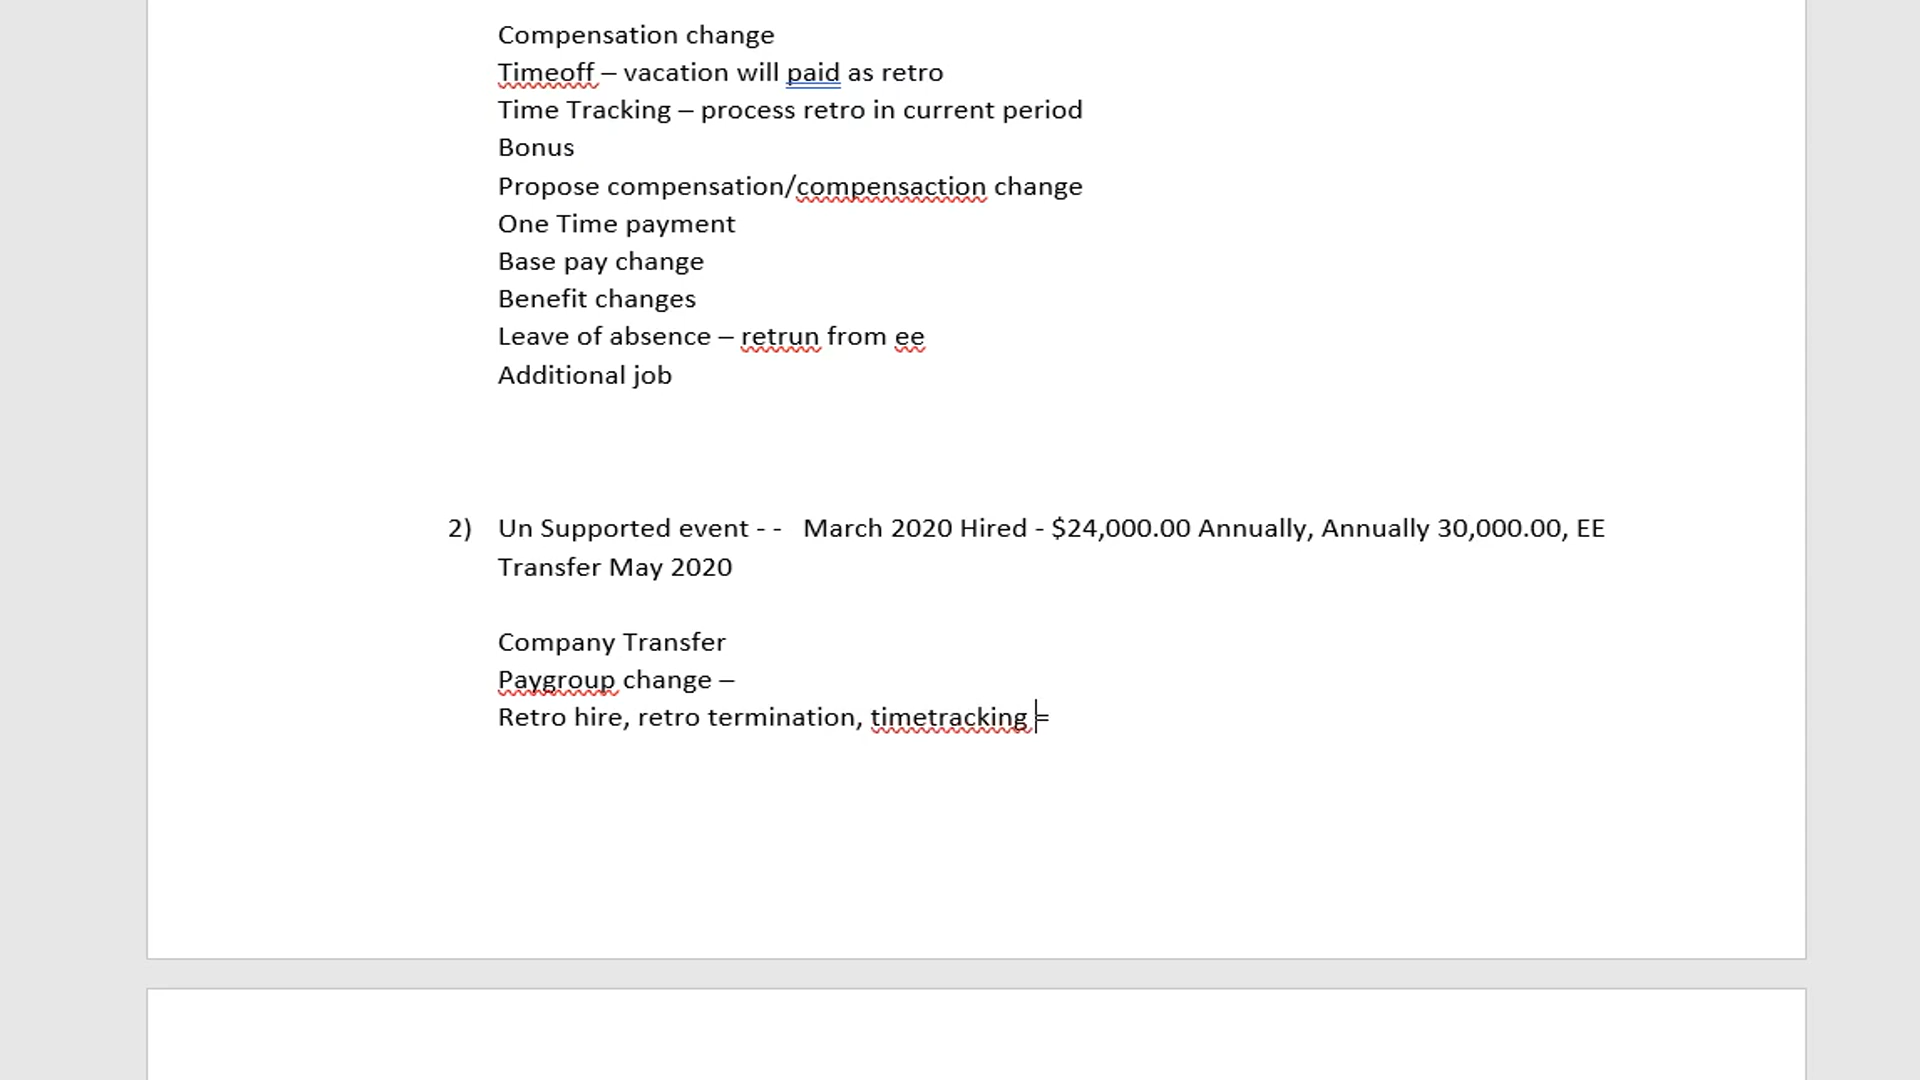 Compensation change
Timeoff – vacation will paid as retro
Time Tracking – process retro in current period
Bonus
Propose compensation/compensaction change
One Time payment
Base pay change
Benefit changes
Leave of absence – retrun from ee
Additional job
2) Un Supported event - - March 2020 Hired - $24,000.00 Annually, Annually 30,000.00, EE
Transfer May 2020
Company Transfer
Paygroup change –
Retro hire, retro termination, timetracking =